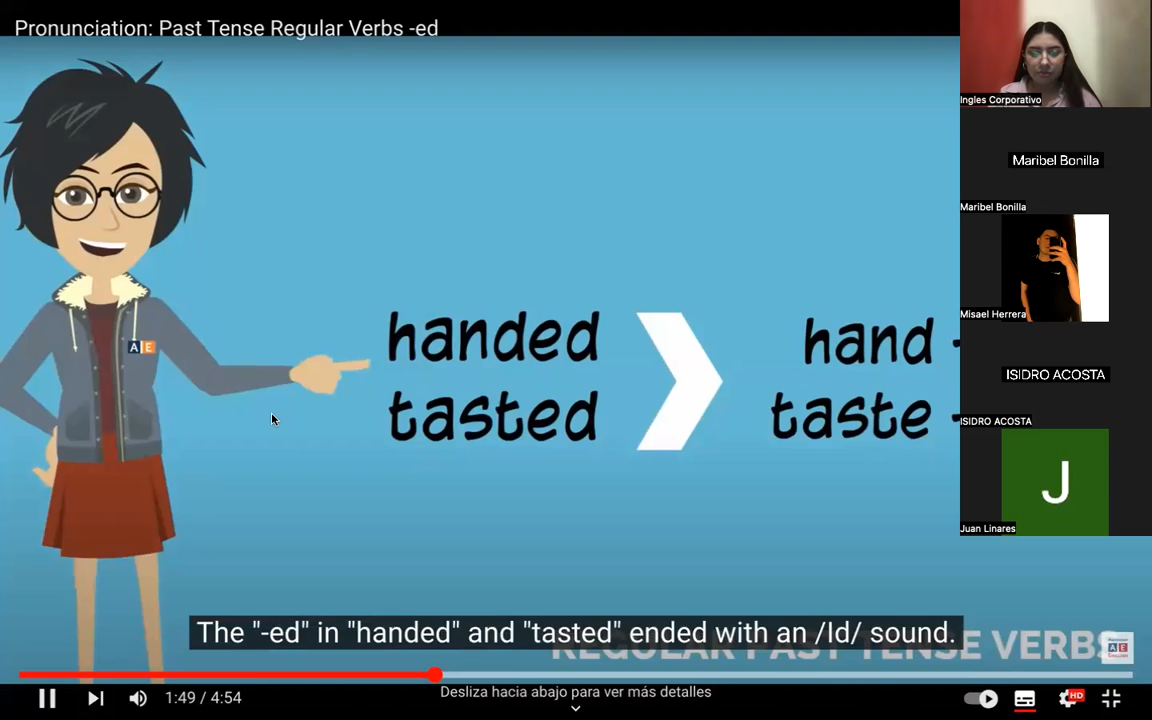 Pronunciation: Past Tense Regular Verbs -ed
Ingles Corporativo
Maribel Bonilla
Maribel Bonilla
Misael Herrera
ISIDRO ACOSTA
ISIDRO ACOSTA
J
Juan Linares
AE
handed
tasted
hand -
taste -
The "-ed" in "handed" and "tasted" ended with an /Id/ sound.
REGULAR PAST TENSE VERBS
AE
1:49 / 4:54
Desliza hacia abajo para ver más detalles
HD